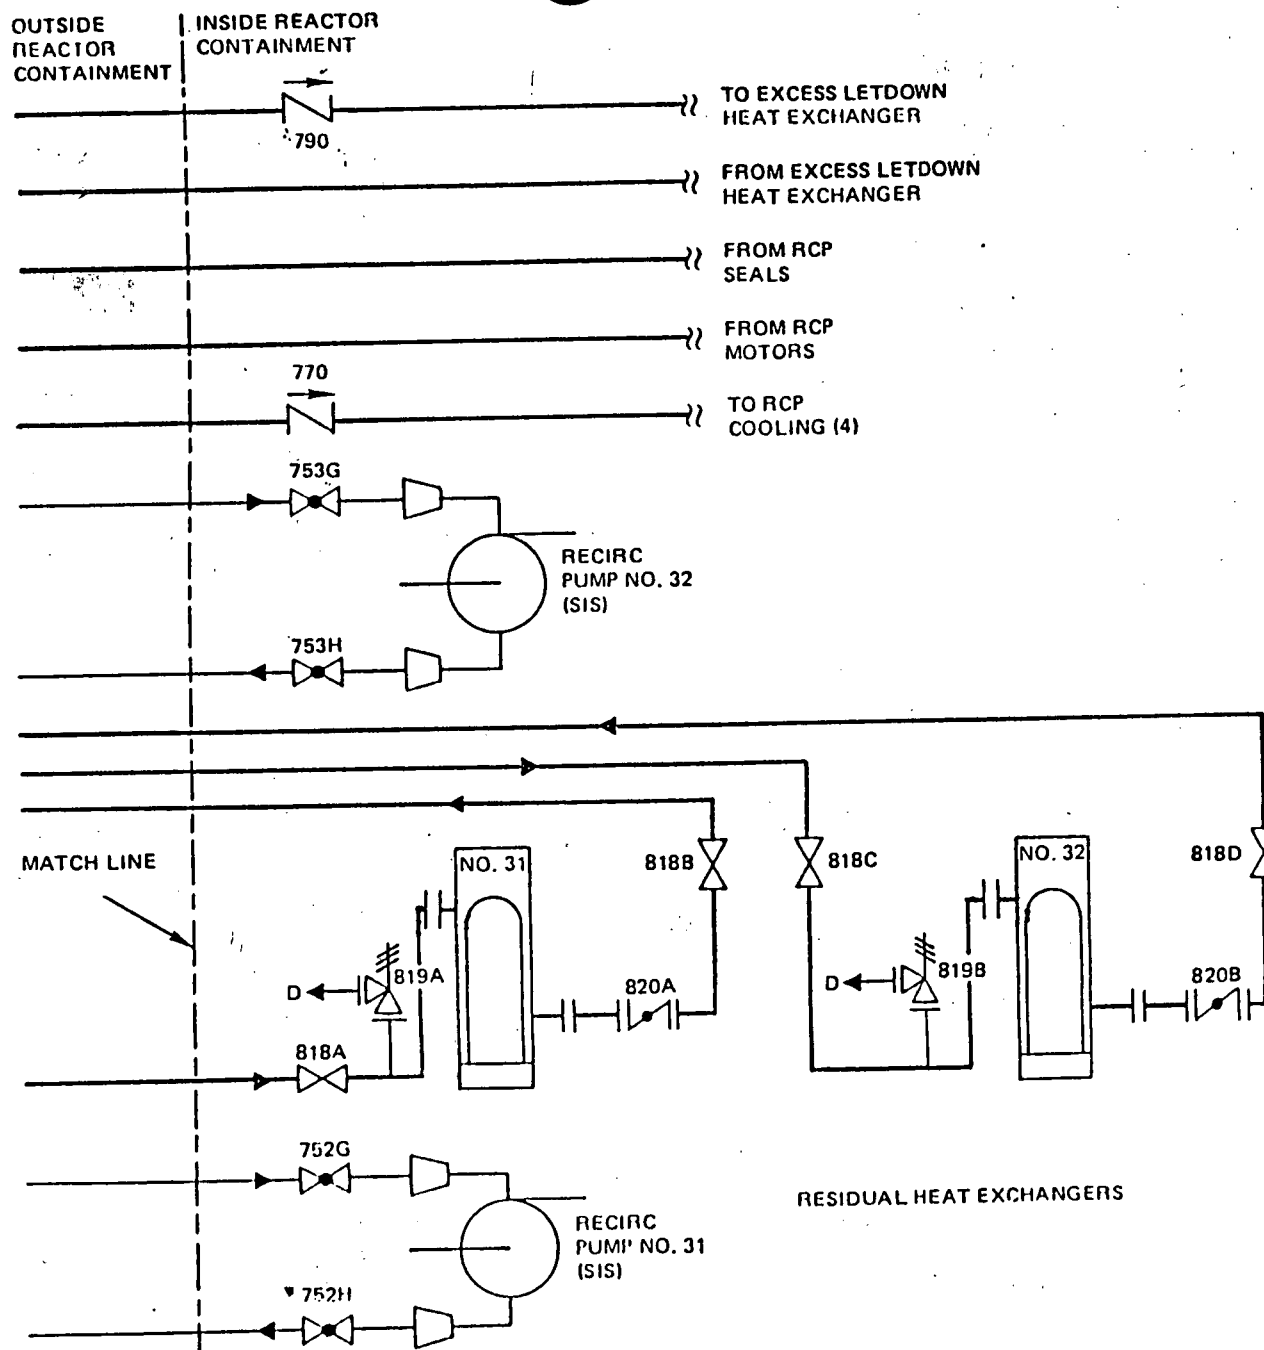 OUTSIDE
REACTOR
CONTAINMENT
INSIDE REACTOR
CONTAINMENT
790
TO EXCESS LETDOWN
HEAT EXCHANGER
FROM EXCESS LETDOWN
HEAT EXCHANGER
FROM RCP
SEALS
FROM RCP
MOTORS
770
TO RCP
COOLING (4)
753G
RECIRC
PUMP NO. 32
(SIS)
753H
MATCH LINE
NO. 31
818B
818C
NO. 32
818D
D
819A
820A
D
819B
820B
818A
752G
RECIRC
PUMP NO. 31
(SIS)
752H
RESIDUAL HEAT EXCHANGERS